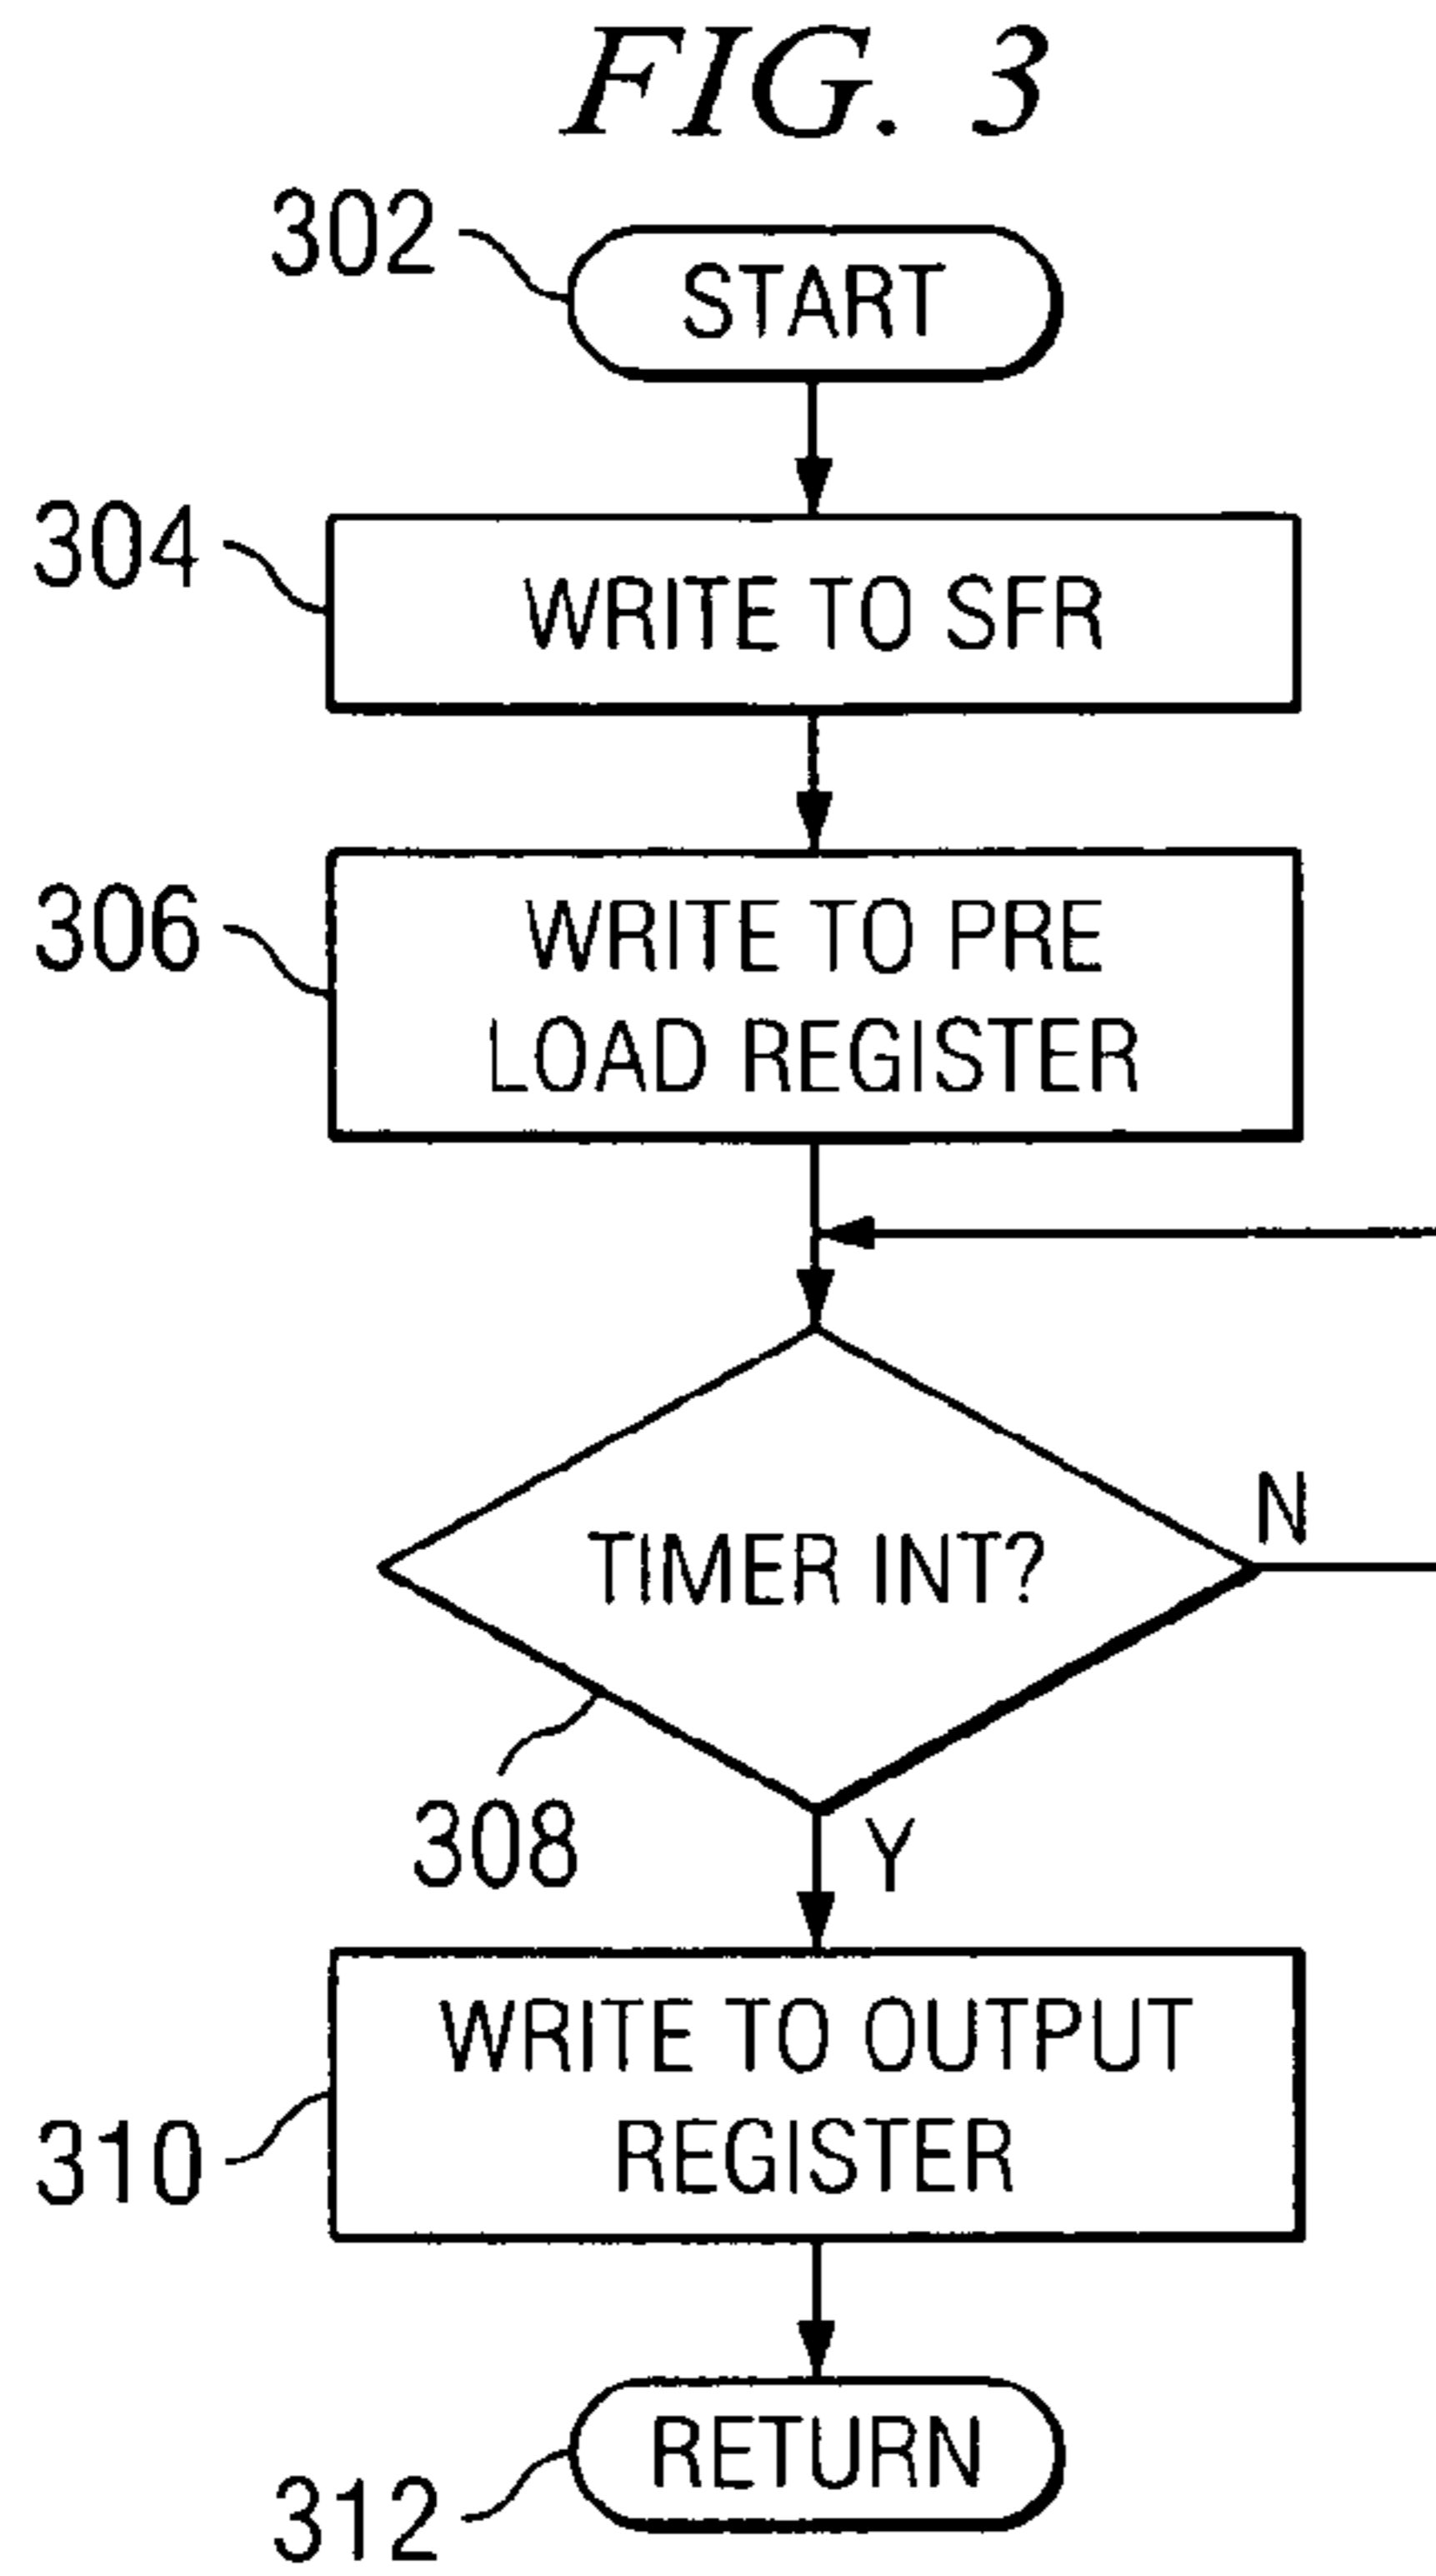 FIG. 3
302
START
304
WRITE TO SFR
306
WRITE TO PRE
LOAD REGISTER
TIMER INT?
N
308
Y
WRITE TO OUTPUT
REGISTER
310
RETURN
312